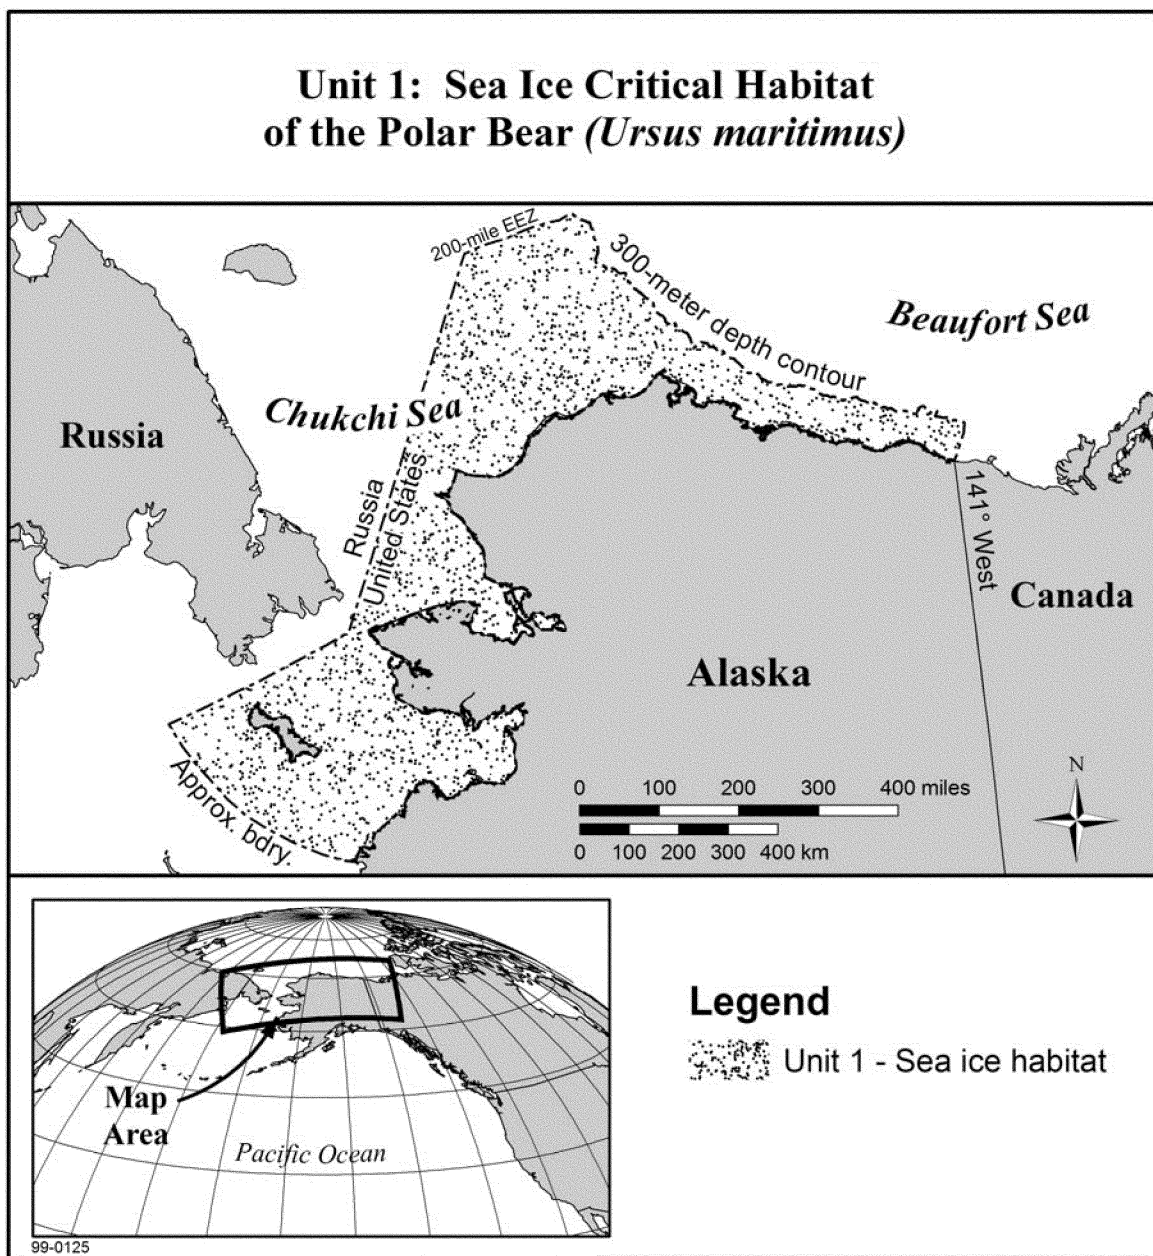 Unit 1: Sea Ice Critical Habitat
of the Polar Bear (Ursus maritimus)
200-mile EEZ
300-meter depth contour
Beaufort Sea
Chukchi Sea
Russia
Russia
United States
141° West
Canada
Alaska
Approx. bdry.
N
0 100 200 300 400 miles
0 100 200 300 400 km
Map
Area
Pacific Ocean
Legend
Unit 1 - Sea ice habitat
99-0125